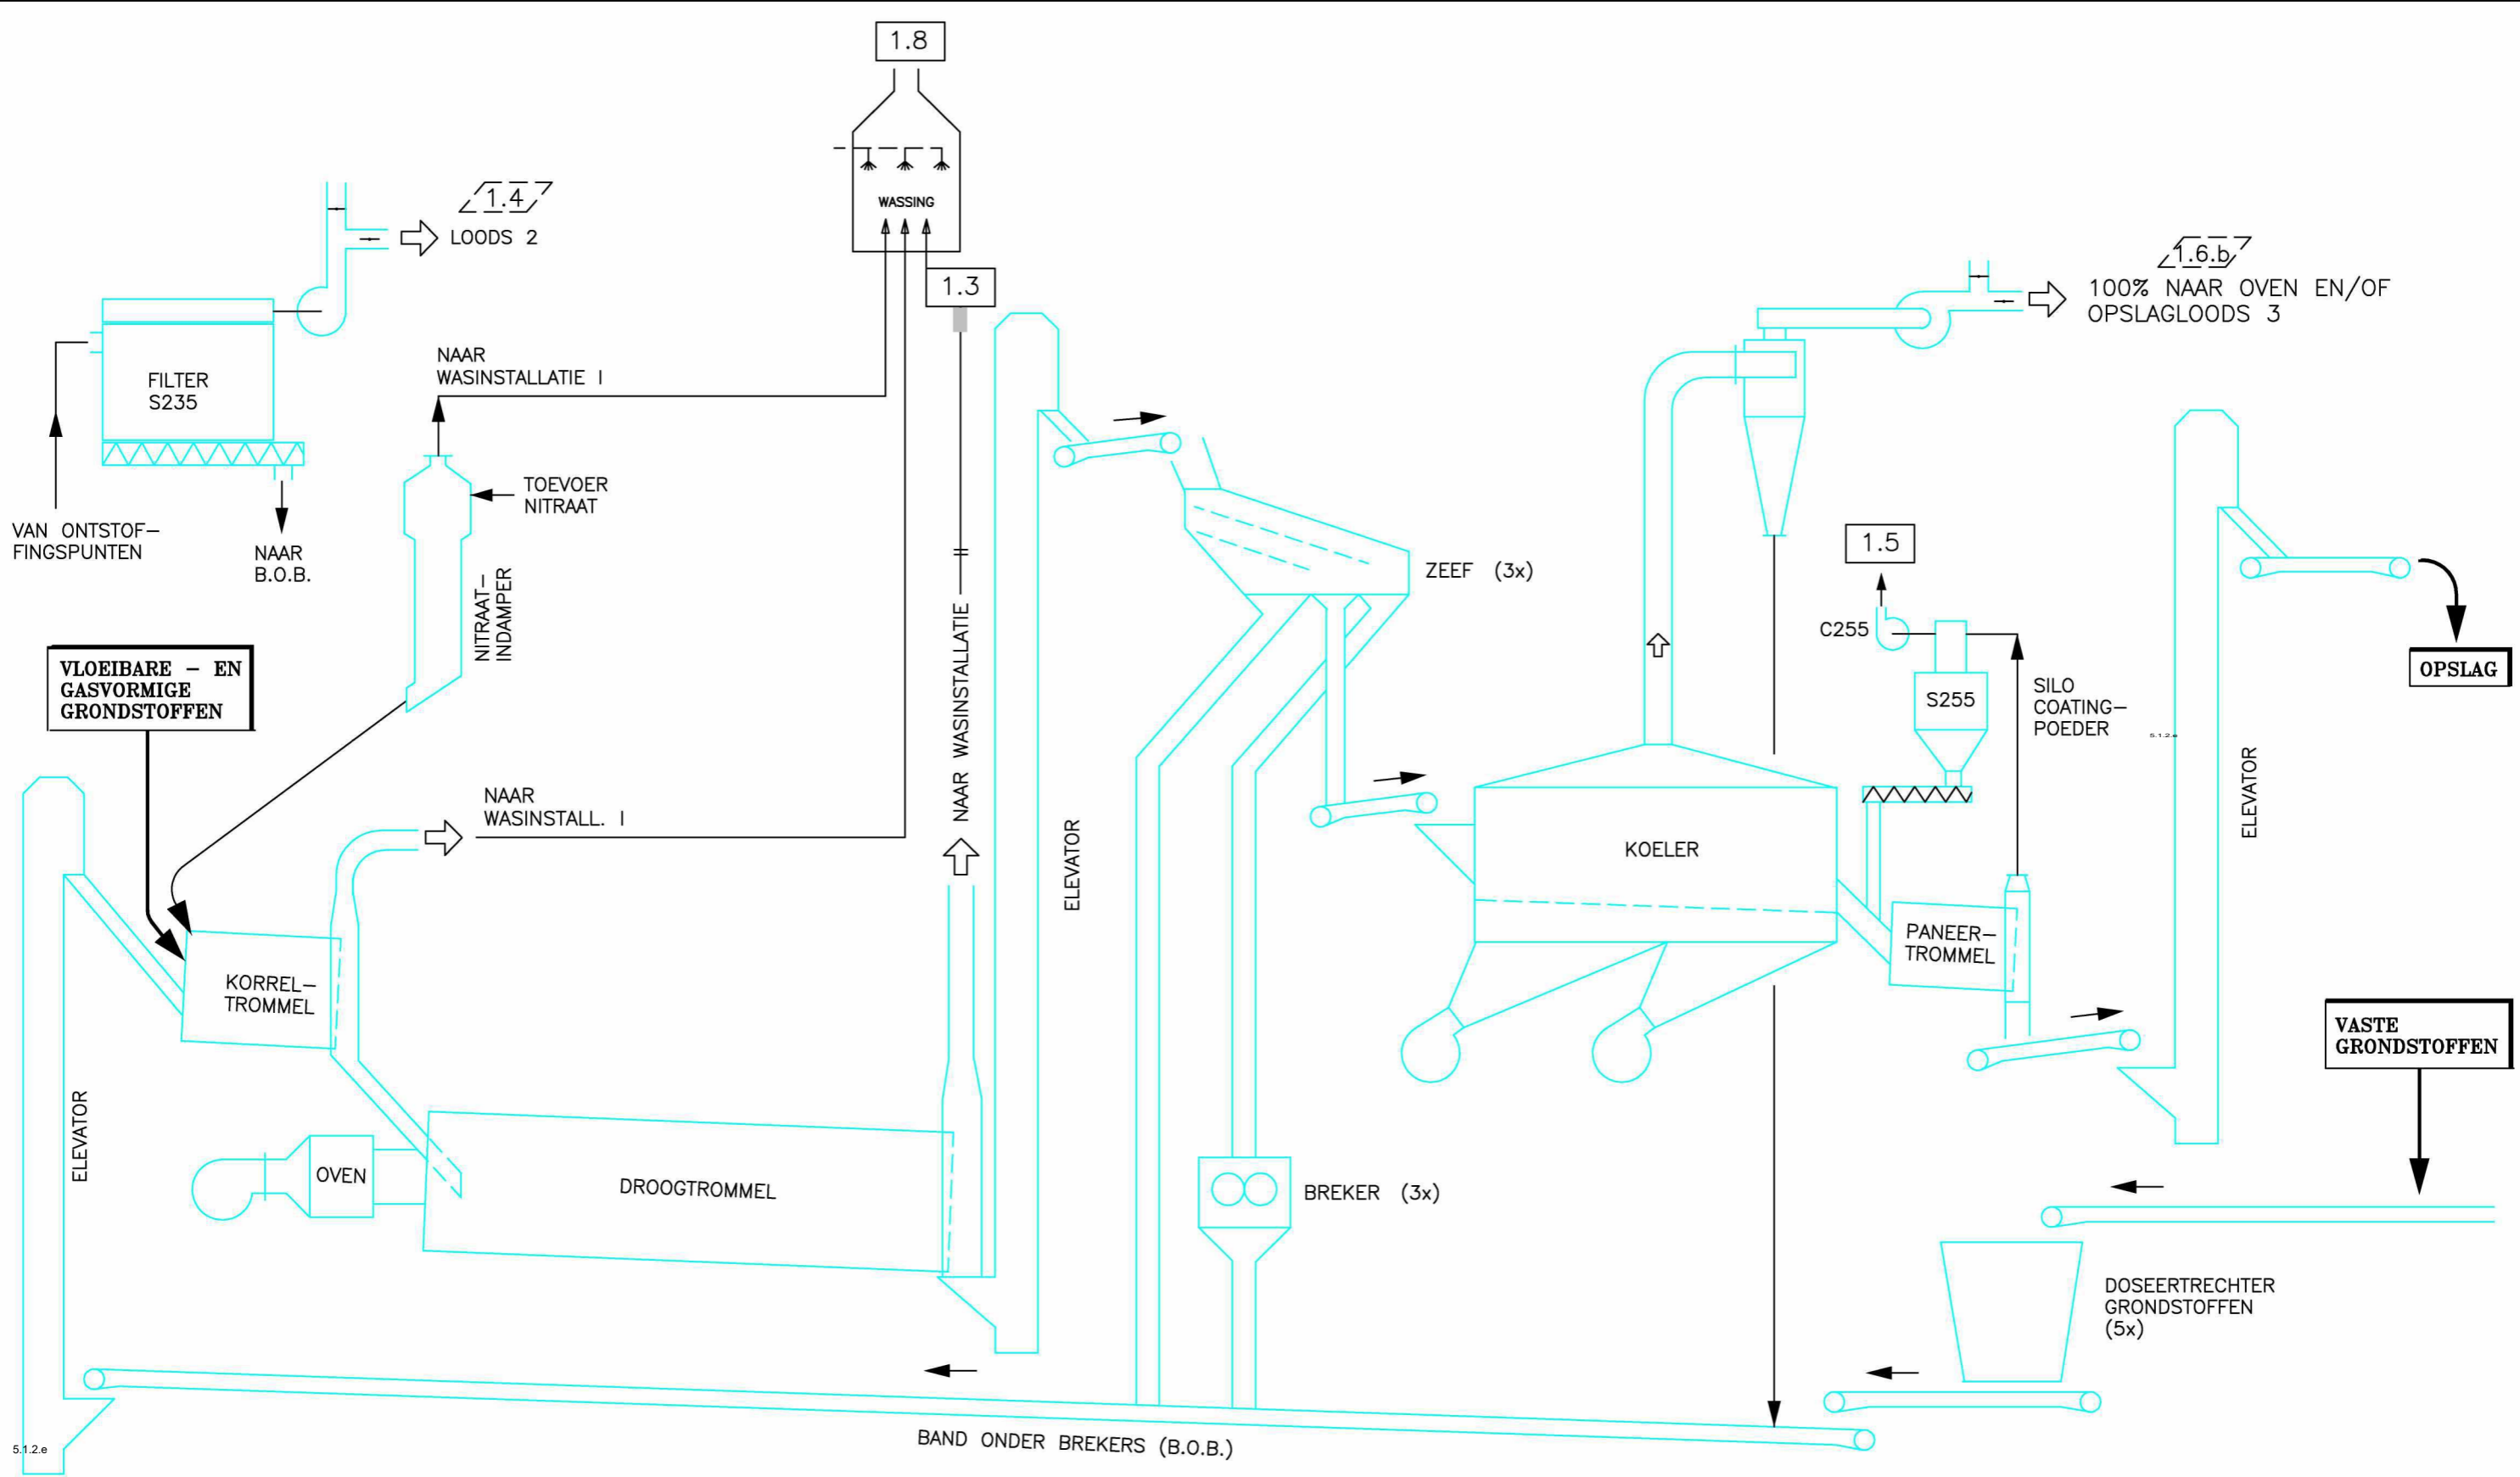 1.8
WASSING
1.4
LOODS 2
1.3
1.6.b
100% NAAR OVEN EN/OF
OPSLAGLOODS 3
FILTER
S235
NAAR
WASINSTALLATIE I
VAN ONTSTOF—
FINGSPUNTEN
NAAR
B.O.B.
TOEVOER
NITRAAT
NITRAAT—
INDAMPER
NAAR WASINSTALLATIE
ZEEF (3x)
1.5
C255
S255
SILO
COATING—
POEDER
5.1.2.e
OPSLAG
VLOEIBARE — EN
GASVORMIGE
GRONDSTOFFEN
NAAR
WASINSTALL. I
ELEVATOR
ELEVATOR
KOELER
PANEER—
TROMMEL
KORREL—
TROMMEL
VASTE
GRONDSTOFFEN
ELEVATOR
OVEN
DROOGTROMMEL
BREKER (3x)
DOSEERTRECHTER
GRONDSTOFFEN
(5x)
BAND ONDER BREKERS (B.O.B.)
5.1.2.e